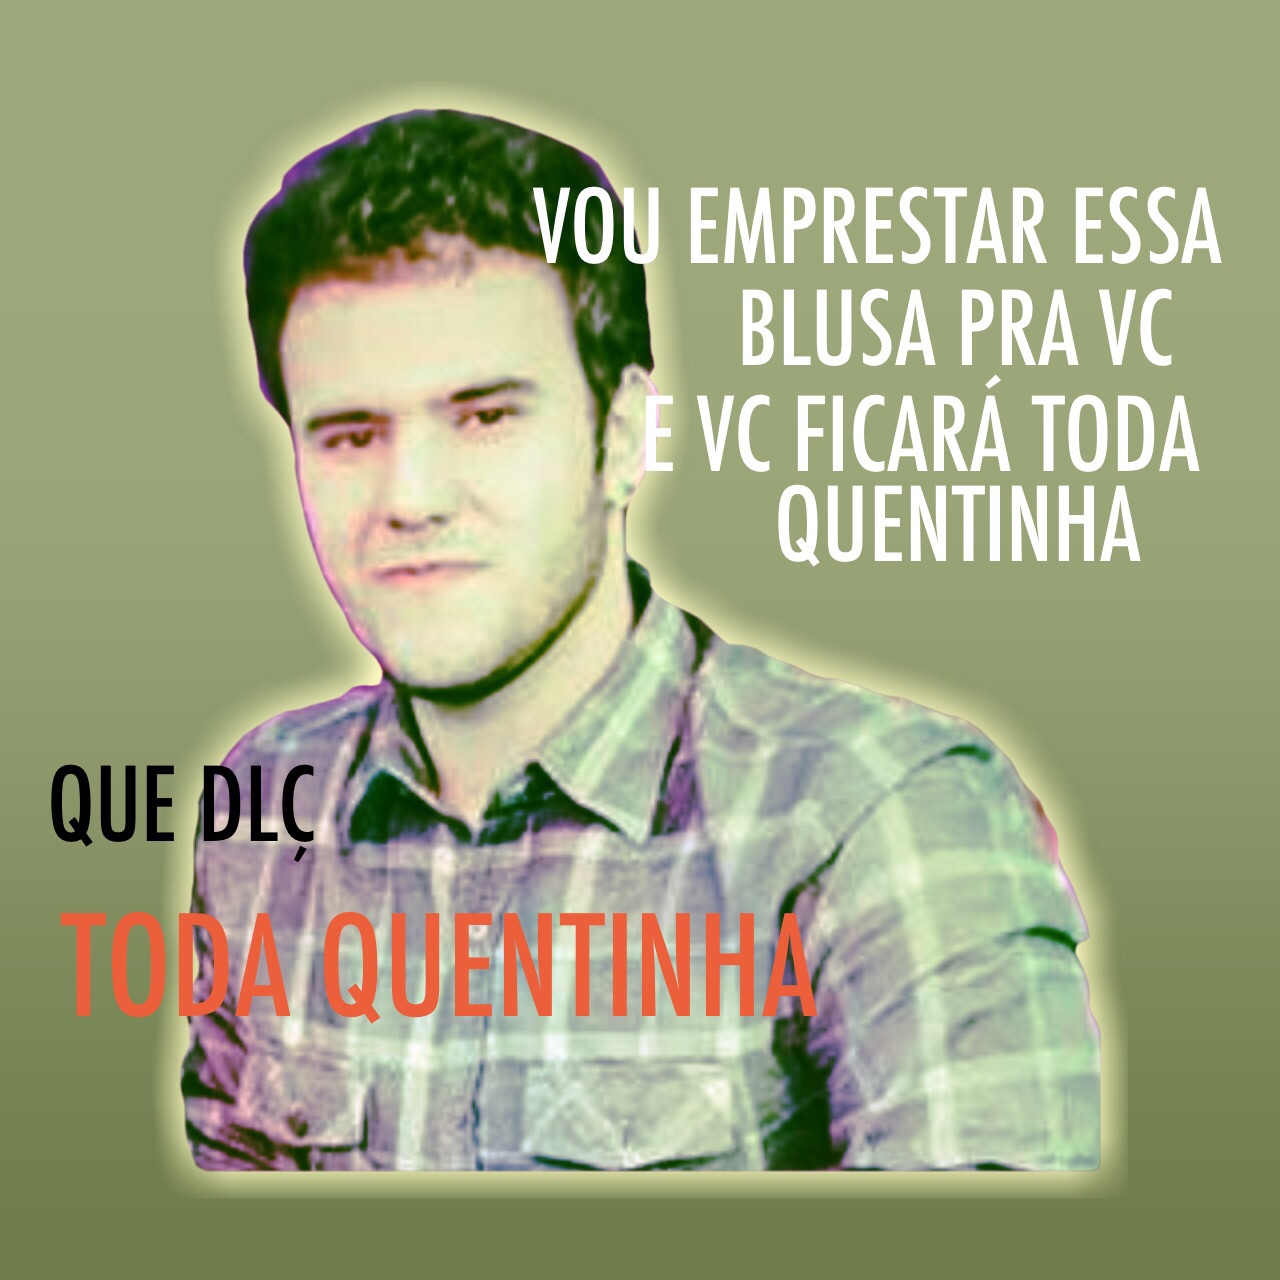 VOU EMPRESTAR ESSA
BLUSA PRA VC
E VC FICARÁ TODA
QUENTINHA
QUE DLÇ
TODA QUENTINHA